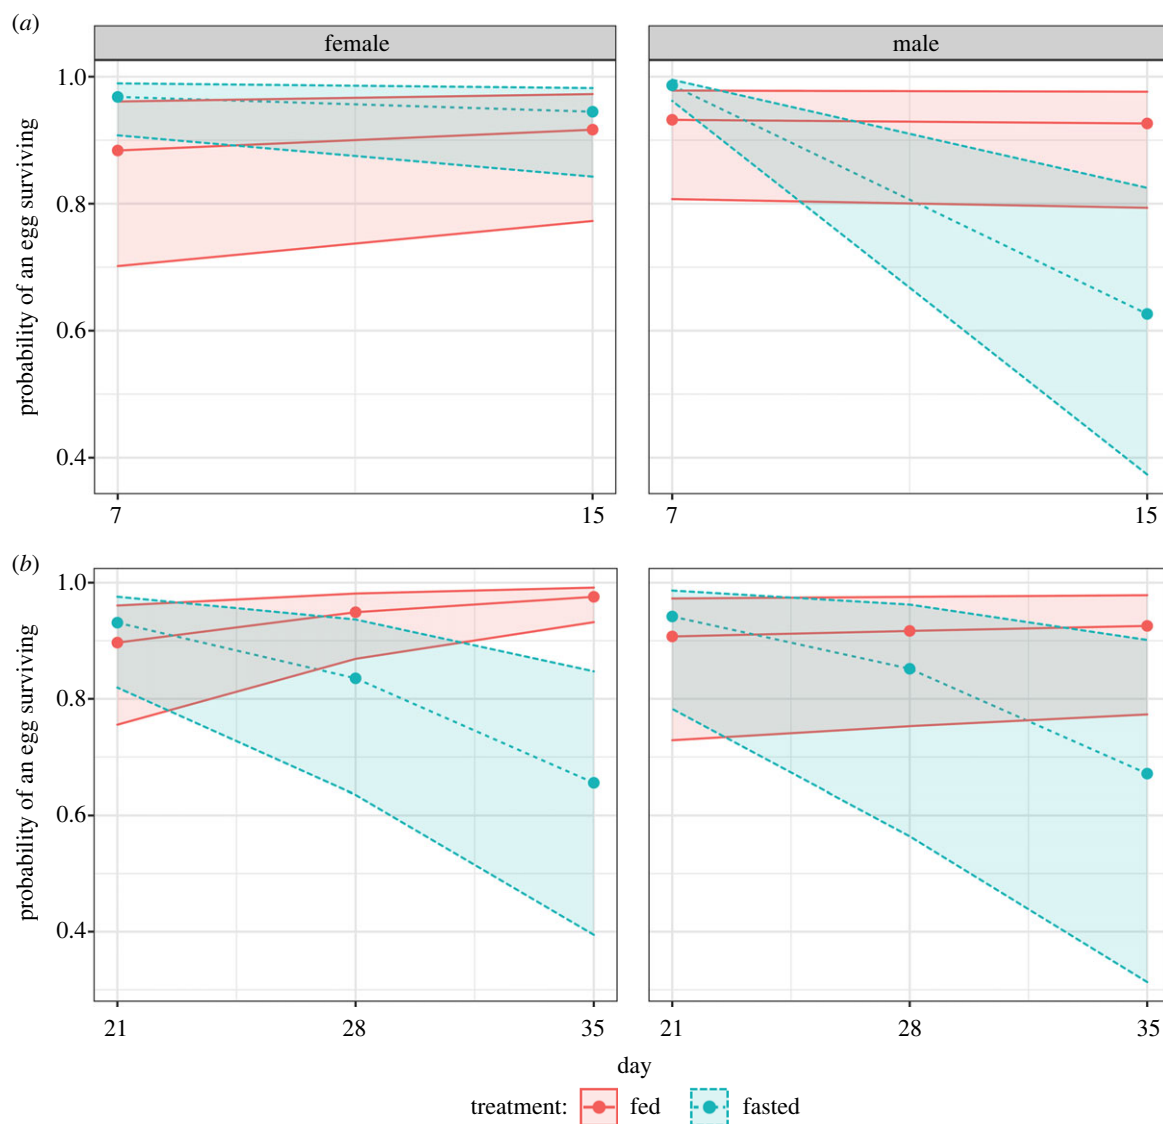 (a)
female
male
probability of an egg surviving
1.0
0.8
0.6
0.4
7
15
7
15
(b)
probability of an egg surviving
1.0
0.8
0.6
0.4
21
28
35
21
28
35
day
treatment: fed fasted